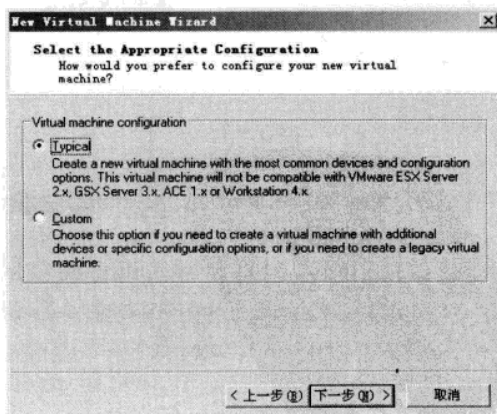 New Virtual Machine Wizard
Select the Appropriate Configuration
How would you prefer to configure your new virtual
machine?
Virtual machine configuration
Typical
Create a new virtual machine with the most common devices and configuration
options. This virtual machine will not be compatible with VMware ESX Server
2.x, GSX Server 3.x, ACE 1.x or Workstation 4.x.
Custom
Choose this option if you need to create a virtual machine with additional
devices or specific configuration options, or if you need to create a legacy virtual
machine.
< 上一步(B) 下一步(N) > 取消